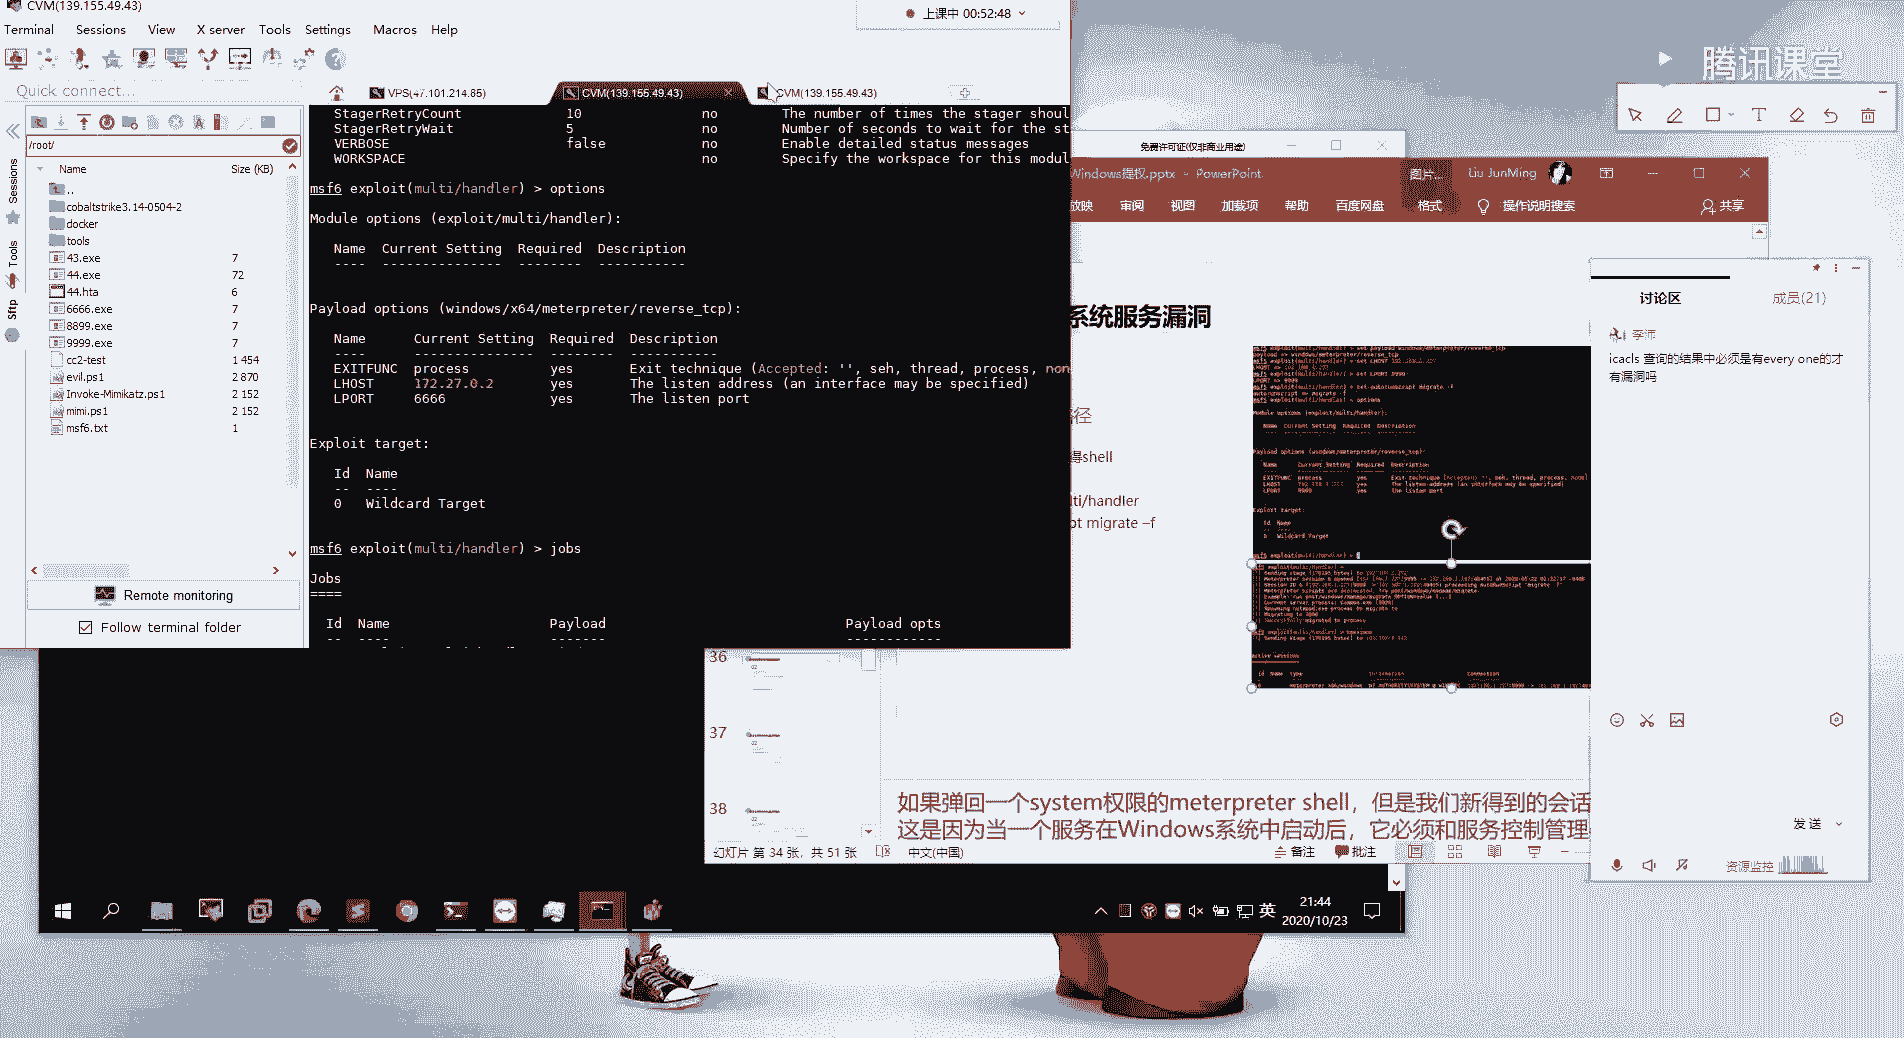 CVM(139.155.49.43)
Terminal Sessions View X server Tools Settings Macros Help
上课中 00:52:48
腾讯课堂
Quick connect...
VPS(47.101.214.85)
CVM(139.155.49.43)
CVM(139.155.49.43)
/root/
Name Size (KB)
..
cobaltstrike3.14-0504-2
docker
tools
43.exe 7
44.exe 72
44.hta 6
6666.exe 7
8899.exe 7
9999.exe 7
cc2-test 1 454
evil.ps1 2 870
Invoke-Mimikatz.ps1 2 152
mimi.ps1 2 152
msf6.txt 1
Sessions
Tools
Sftp
Remote monitoring
Follow terminal folder
StagerRetryCount 10 no The number of times the stager shoul
StagerRetryWait 5 no Number of seconds to wait for the st
VERBOSE false no Enable detailed status messages
WORKSPACE no Specify the workspace for this modul
msf6 exploit(multi/handler) > options
Module options (exploit/multi/handler):
Name Current Setting Required Description
---- --------------- -------- -----------
Payload options (windows/x64/meterpreter/reverse_tcp):
Name Current Setting Required Description
---- --------------- -------- -----------
EXITFUNC process yes Exit technique (Accepted: '', seh, thread, process, non
LHOST 172.27.0.2 yes The listen address (an interface may be specified)
LPORT 6666 yes The listen port
Exploit target:
Id Name
-- ----
0 Wildcard Target
msf6 exploit(multi/handler) > jobs
Jobs
====
Id Name Payload Payload opts
-- ---- ------- ------------
免费许可证(仅非商业用途)
Windows提权.pptx - PowerPoint
图片...
Liu JunMing
放映 审阅 视图 加载项 帮助 百度网盘 格式 操作说明搜索 共享
系统服务漏洞
径
得shell
lti/handler
pt migrate –f
36
37
38
如果弹回一个system权限的meterpreter shell，但是我们新得到的会话
这是因为当一个服务在Windows系统中启动后，它必须和服务控制管理
幻灯片 第 34 张，共 51 张 中文(中国) 备注 批注
讨论区 成员(21)
李沛
icacls 查询的结果中必须是有every one的才
有漏洞吗
发送
资源监控
英
21:44
2020/10/23